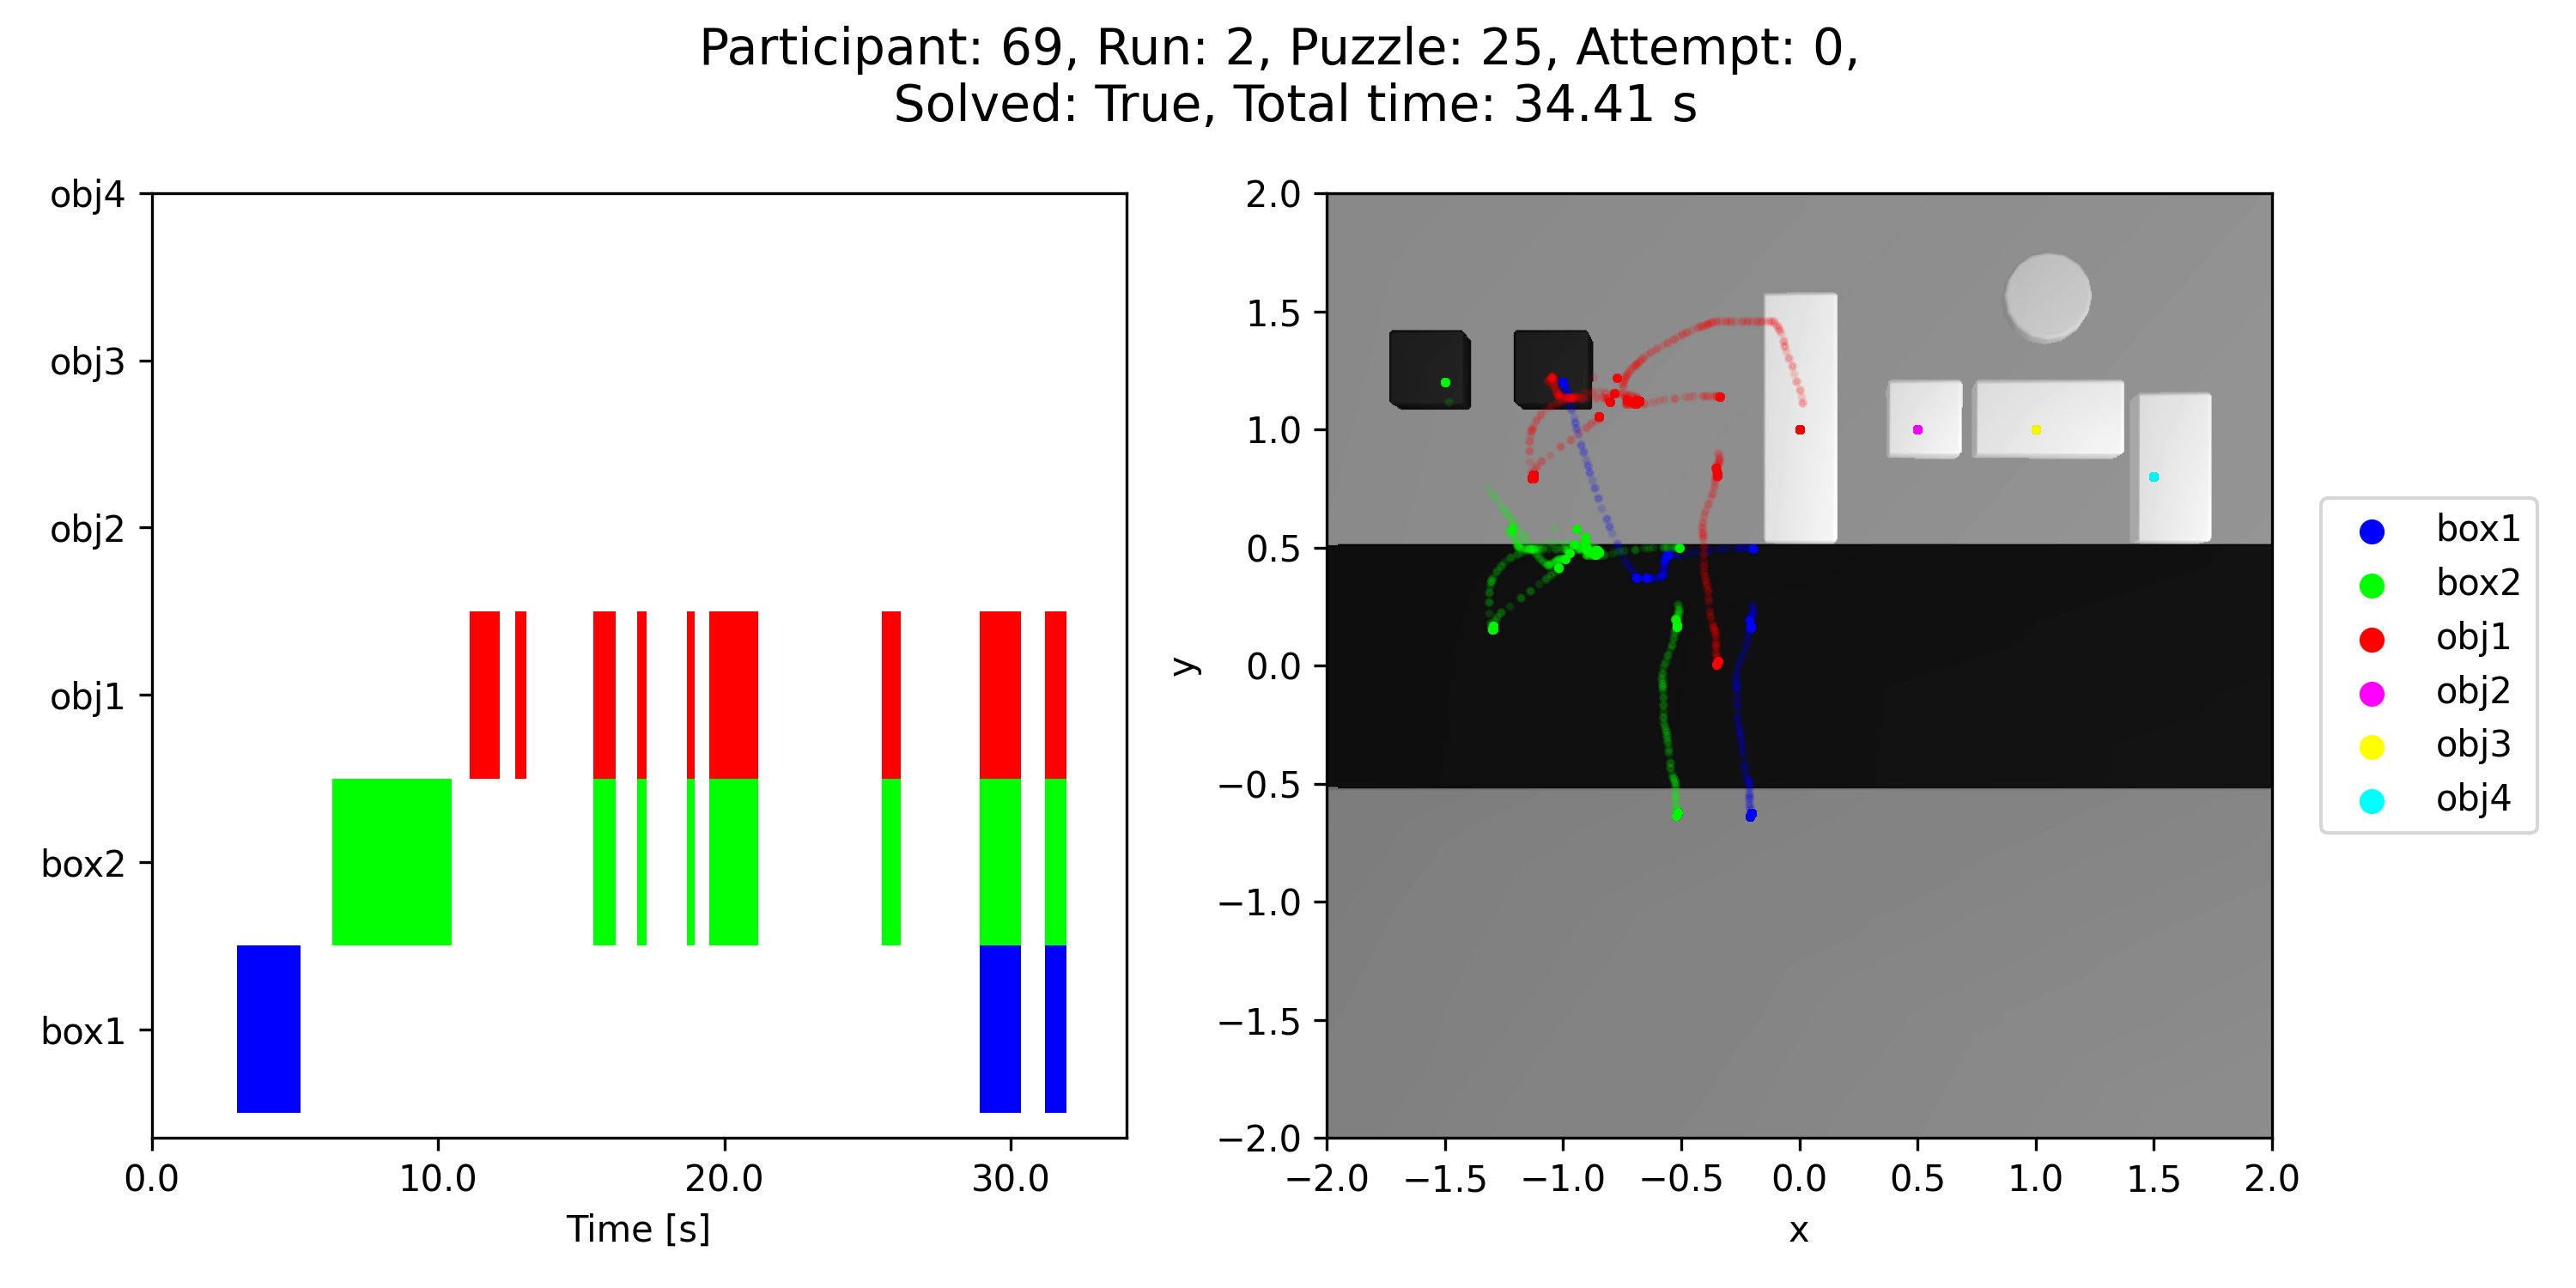 Participant: 69, Run: 2, Puzzle: 25, Attempt: 0,
Solved: True, Total time: 34.41 s
obj4
obj3
obj2
obj1
box2
box1
0.0 10.0 20.0 30.0
Time [s]
2.0
1.5
1.0
0.5
0.0
−0.5
−1.0
−1.5
−2.0
y
−2.0 −1.5 −1.0 −0.5 0.0 0.5 1.0 1.5 2.0
x
box1
box2
obj1
obj2
obj3
obj4